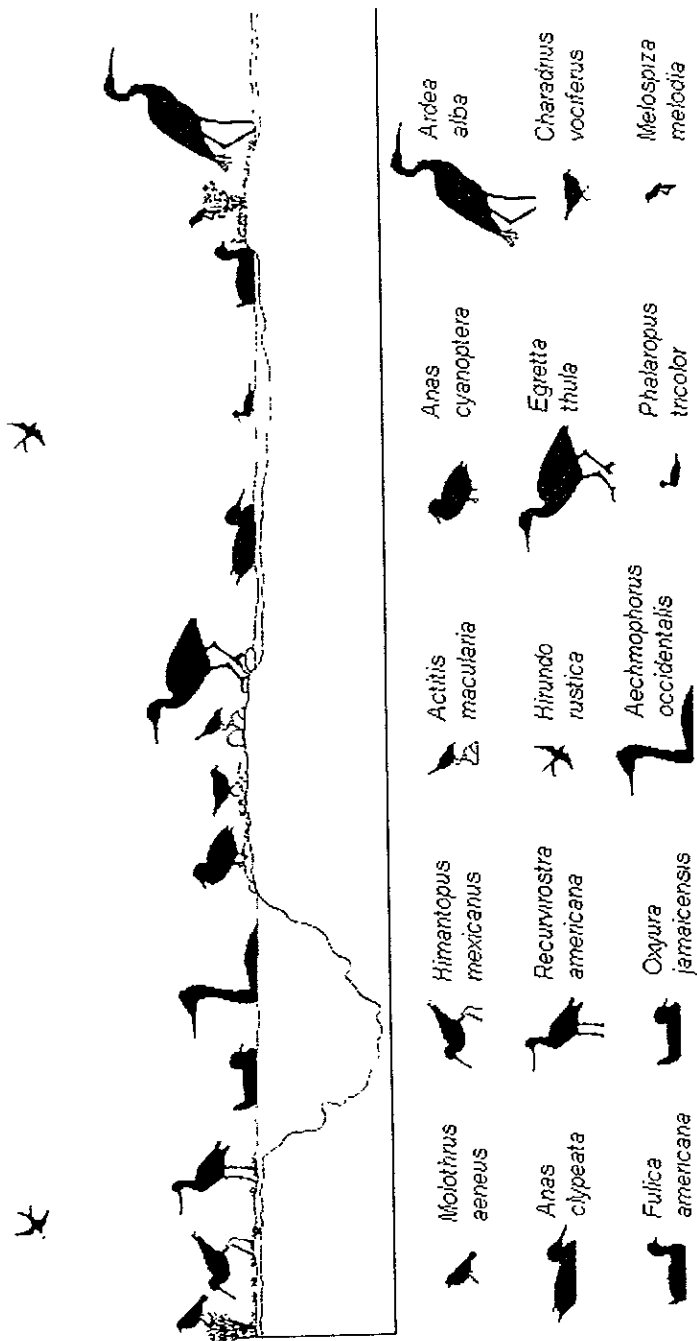 Molothrus
aeneus
Himantopus
mexicanus
Actitis
macularia
Anas
cyanoptera
Ardea
alba
Anas
clypeata
Recurvirostra
americana
Hirundo
rustica
Egretta
thula
Charadrius
vociferus
Fulica
americana
Oxyura
jamaicensis
Aechmophorus
occidentalis
Phalaropus
tricolor
Melospiza
melodia